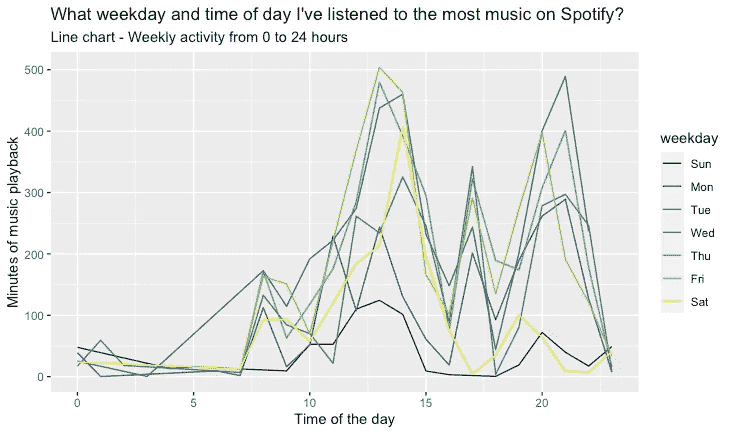 What weekday and time of day I've listened to the most music on Spotify?
Line chart - Weekly activity from 0 to 24 hours
Minutes of music playback
500
400
300
200
100
0
0
5
10
15
20
Time of the day
weekday
Sun
Mon
Tue
Wed
Thu
Fri
Sat